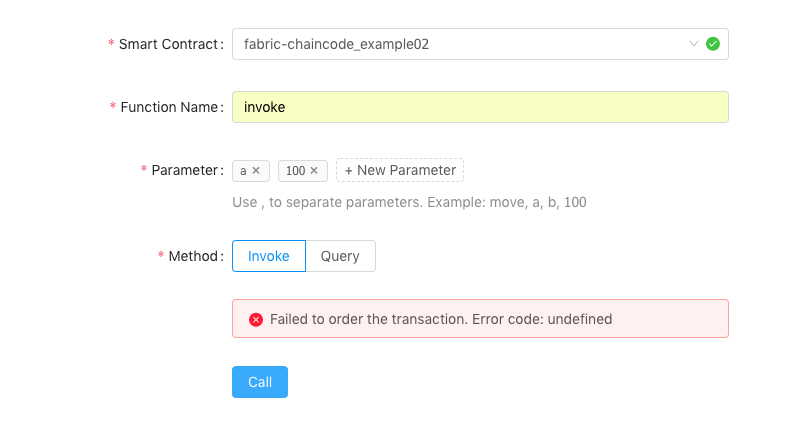 * Smart Contract: fabric-chaincode_example02
* Function Name: invoke
* Parameter: a × 100 × + New Parameter
Use , to separate parameters. Example: move, a, b, 100
* Method: Invoke Query
Failed to order the transaction. Error code: undefined
Call